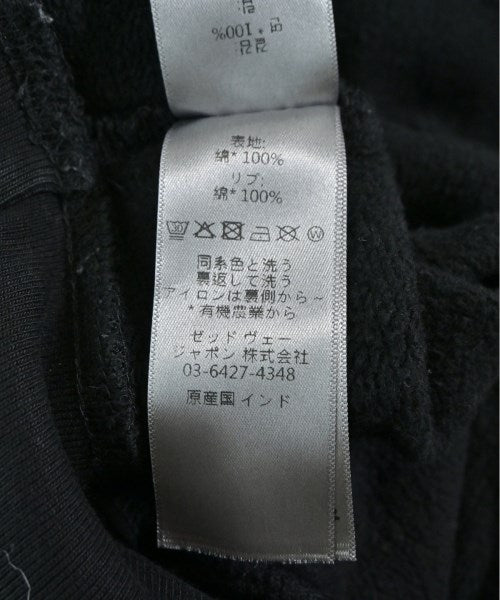 * 100%
表地:
綿* 100%
リブ:
綿* 100%
30 W
同系色と洗う
裏返して洗う
アイロンは裏側から~
*有機農業から
ゼッド ヴェー
ジャポン 株式会社
03-6427-4348
原産国 インド